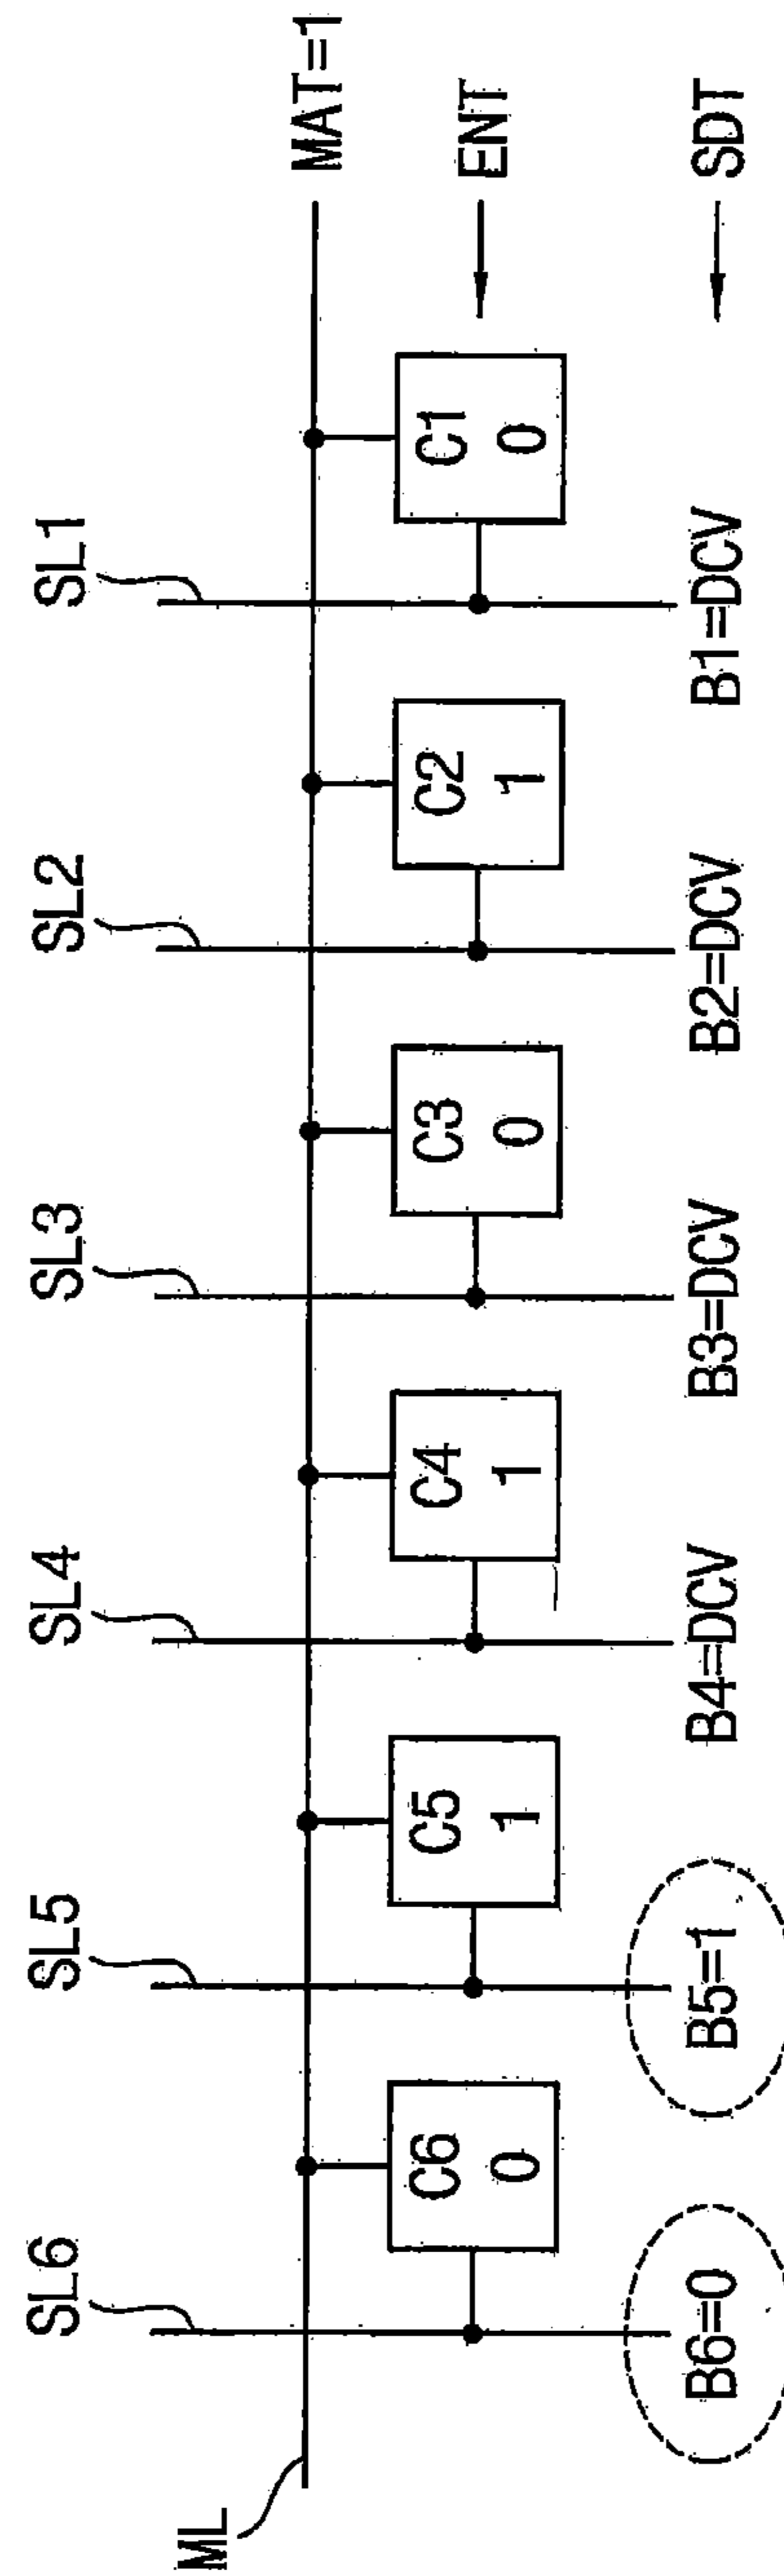 SL6 SL5 SL4 SL3 SL2 SL1
ML MAT=1
C6 C5 C4 C3 C2 C1 ENT
0 1 1 0 1 0
B6=0 B5=1 B4=DCV B3=DCV B2=DCV B1=DCV SDT